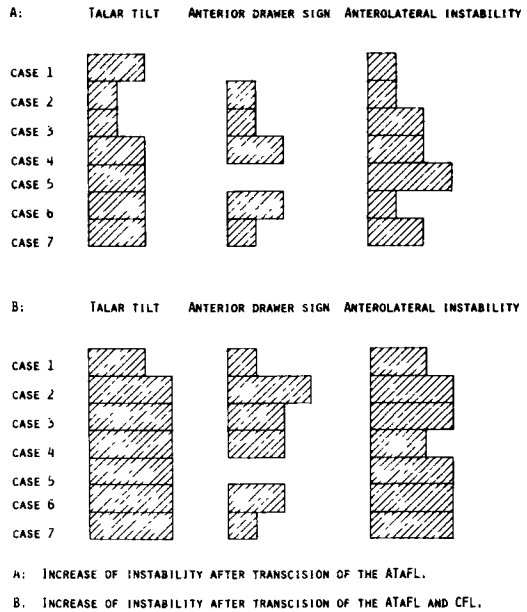 A: TALAR TILT ANTERIOR DRAWER SIGN ANTEROLATERAL INSTABILITY
CASE 1
CASE 2
CASE 3
CASE 4
CASE 5
CASE 6
CASE 7
B: TALAR TILT ANTERIOR DRAWER SIGN ANTEROLATERAL INSTABILITY
CASE 1
CASE 2
CASE 3
CASE 4
CASE 5
CASE 6
CASE 7
A: INCREASE OF INSTABILITY AFTER TRANSCISION OF THE ATAFL.
B. INCREASE OF INSTABILITY AFTER TRANSCISION OF THE ATAFL AND CFL.